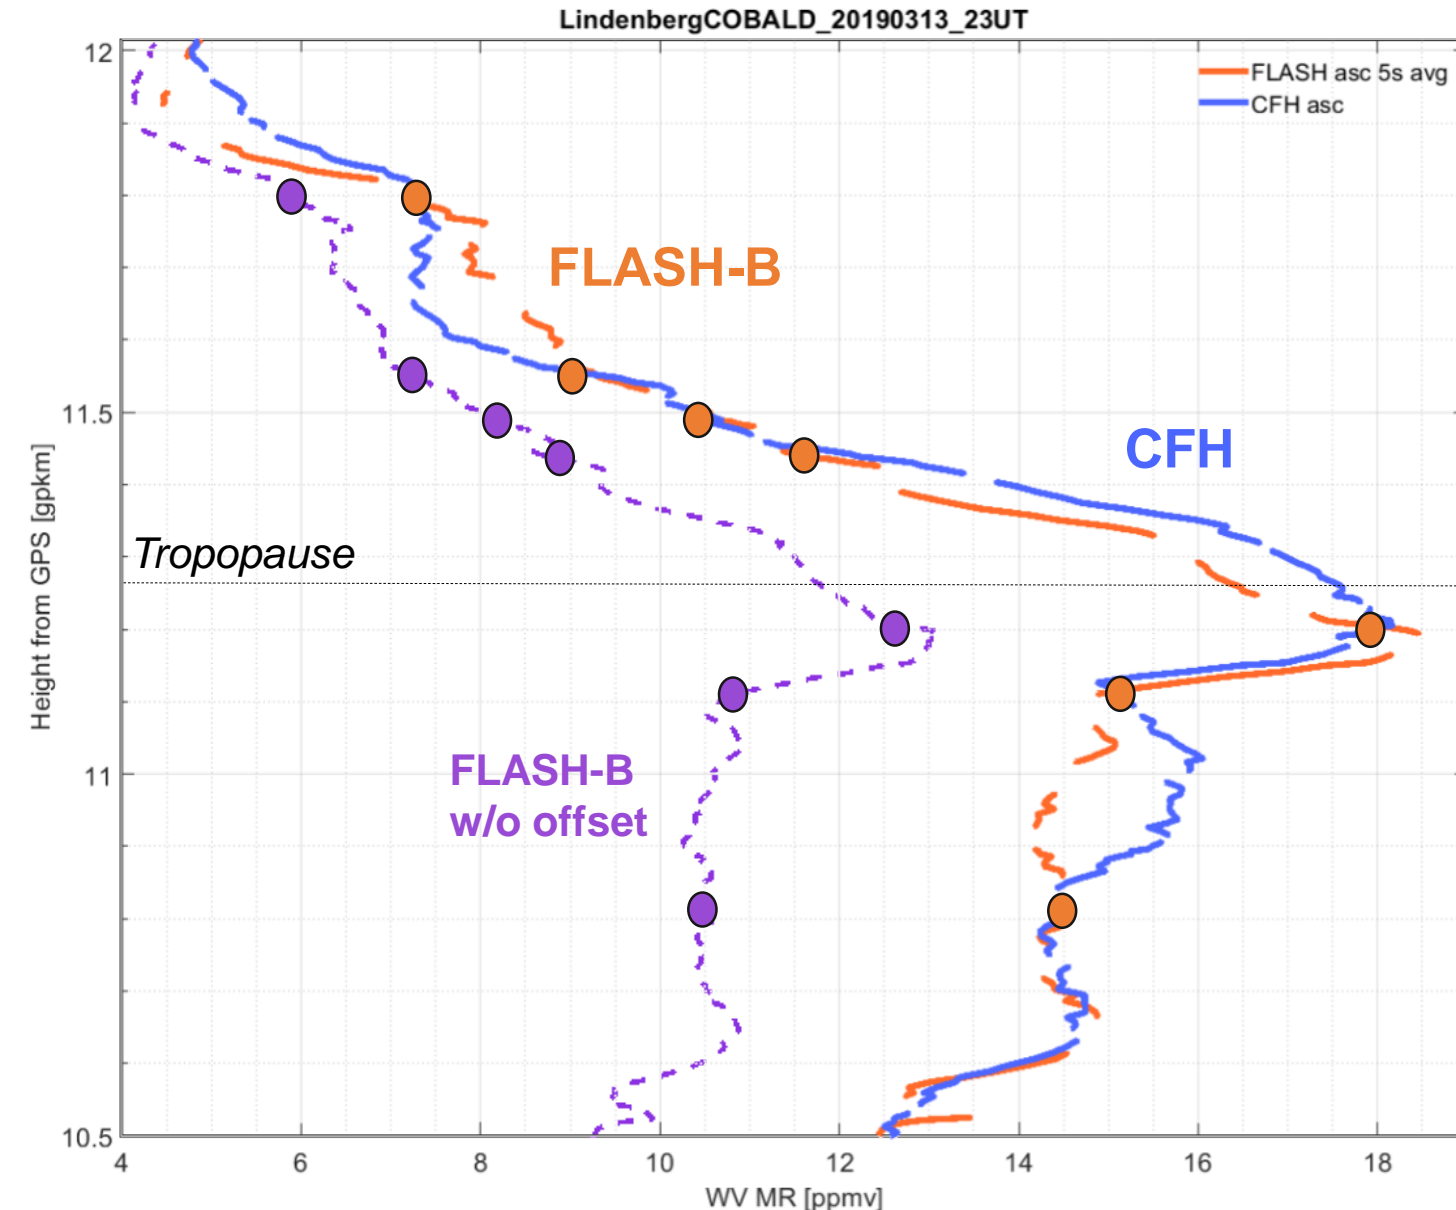 LindenbergCOBALD_20190313_23UT
FLASH asc 5s avg
CFH asc
FLASH-B
CFH
Tropopause
FLASH-B
w/o offset
Height from GPS [gpkm]
12
11.5
11
10.5
4 6 8 10 12 14 16 18
WV MR [ppmv]